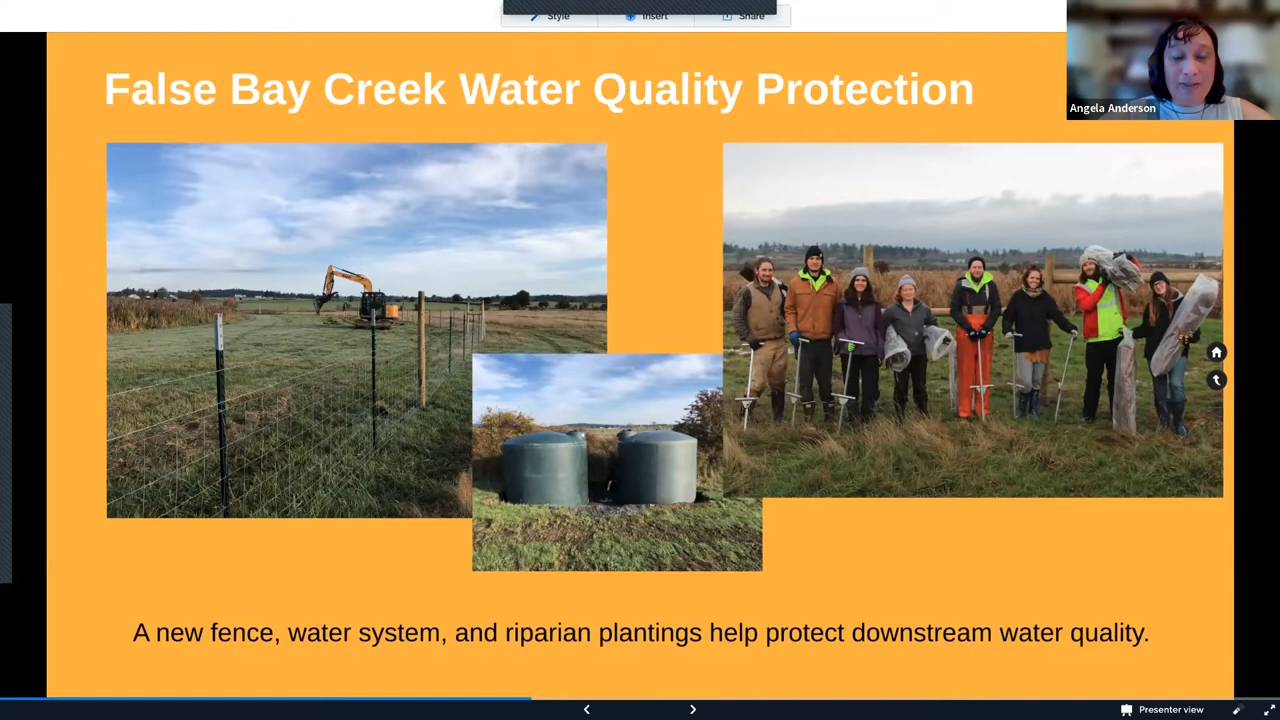 Style
Insert
Share
False Bay Creek Water Quality Protection
Angela Anderson
A new fence, water system, and riparian plantings help protect downstream water quality.
Presenter view